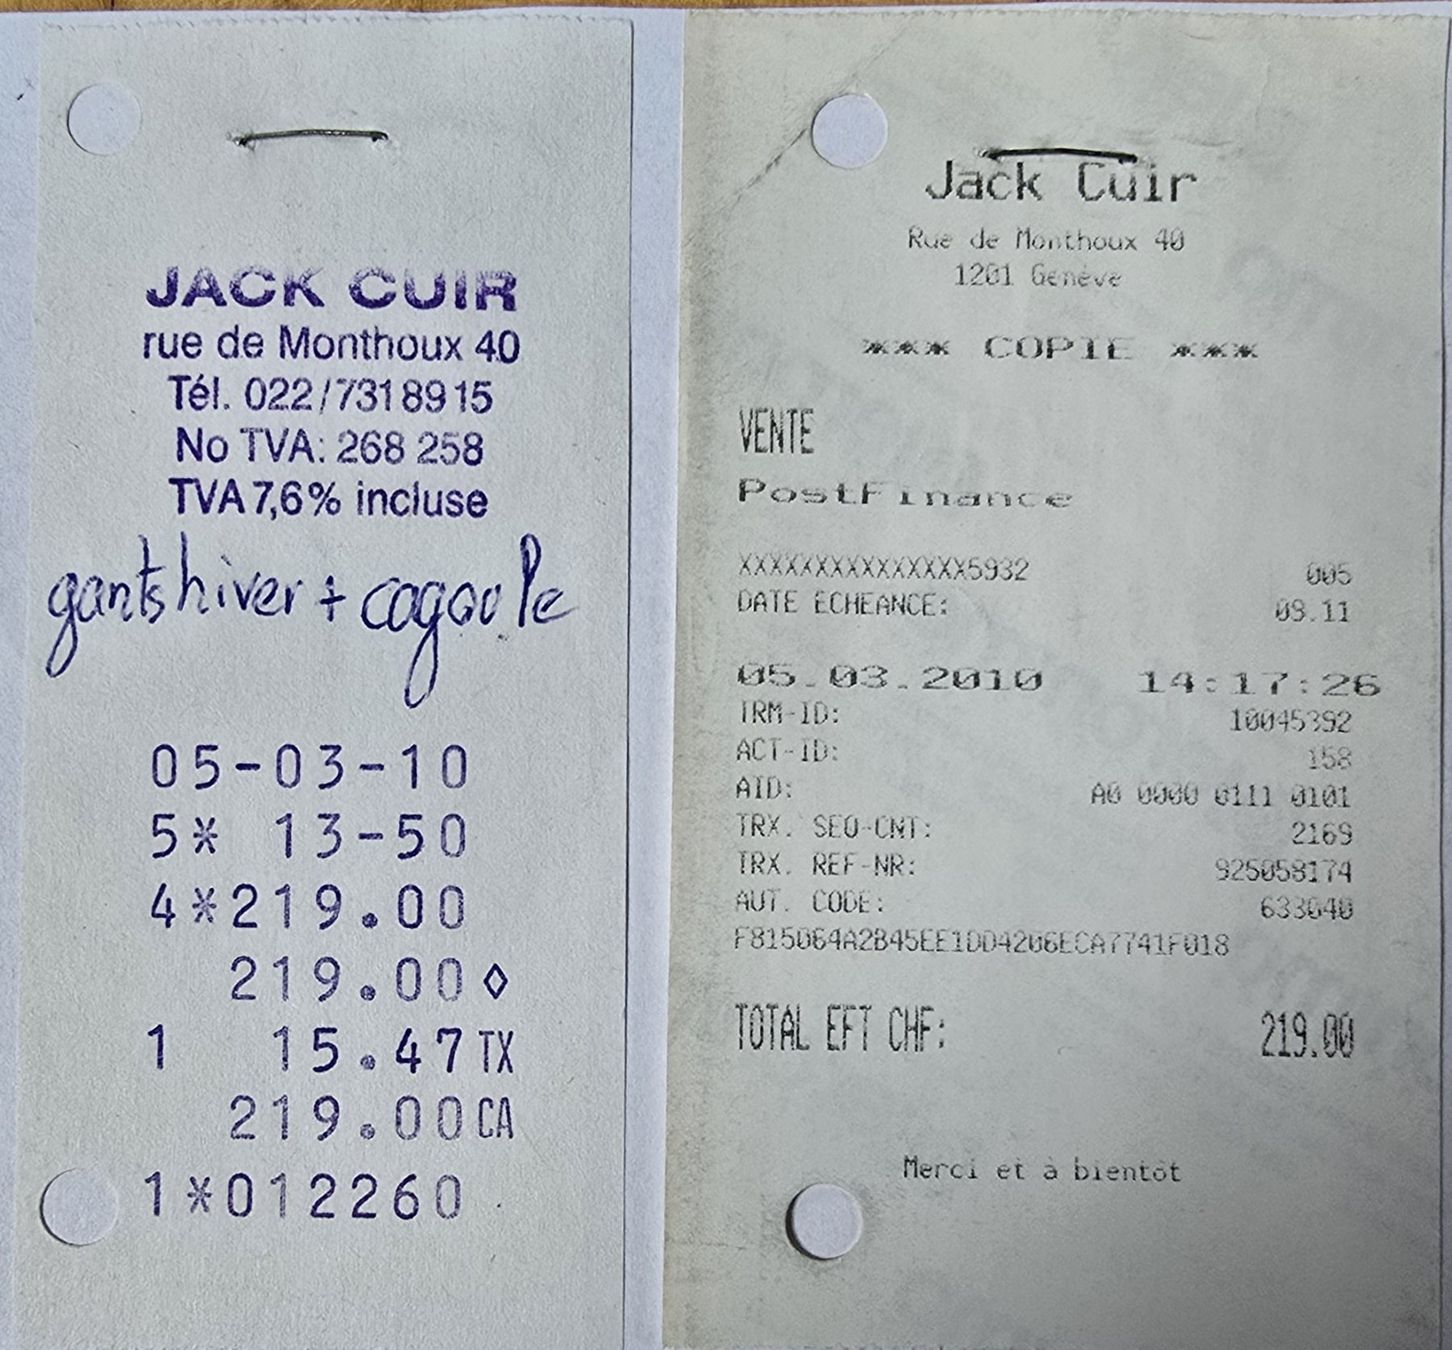 JACK CUIR
rue de Monthoux 40
Tél. 022/7318915
No TVA: 268 258
TVA 7,6% incluse
gants hiver + cagoule
05-03-10
5* 13-50
4*219.00
219.00◊
1 15.47TX
219.00CA
1*012260
Jack Cuir
Rue de Monthoux 40
1201 Genève
*** COPIE ***
VENTE
PostFinance
XXXXXXXXXXXXXXX5932 005
DATE ECHEANCE: 09.11
05.03.2010 14:17:26
TRM-ID: 10045392
ACT-ID: 158
AID: A0 0000 0111 0101
TRX. SEQ-CNT: 2169
TRX. REF-NR: 925058174
AUT. CODE: 633040
F815064A2B45EE1DD4206ECA7741F018
TOTAL EFT CHF: 219.00
Merci et à bientôt